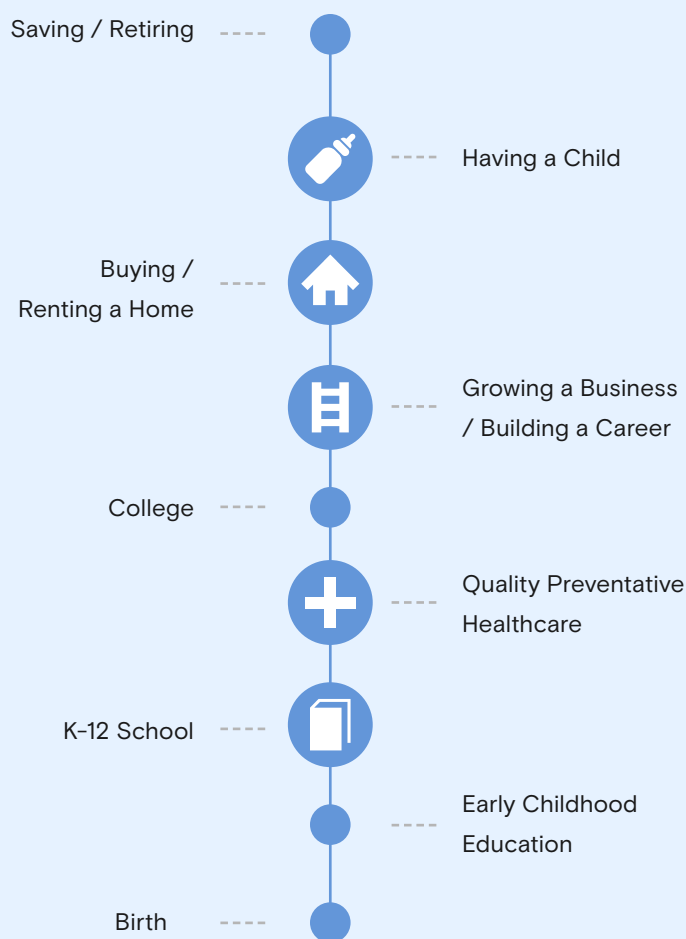 Saving / Retiring
Having a Child
Buying /
Renting a Home
Growing a Business
/ Building a Career
College
Quality Preventative
Healthcare
K-12 School
Early Childhood
Education
Birth